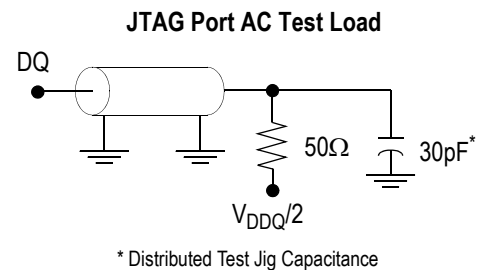 JTAG Port AC Test Load
DQ
50Ω
30pF*
VDDQ/2
* Distributed Test Jig Capacitance